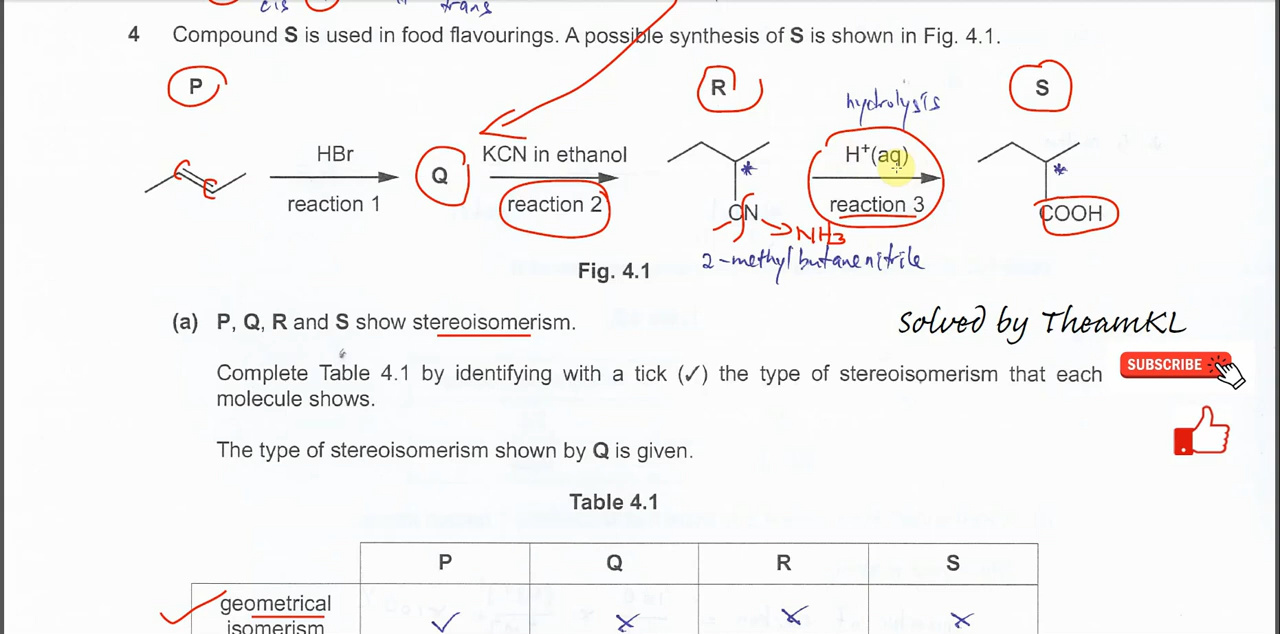 cis trans
4 Compound S is used in food flavourings. A possible synthesis of S is shown in Fig. 4.1.
P R S
hydrolysis
HBr Q KCN in ethanol H+(aq)
reaction 1 reaction 2 reaction 3
CN COOH
NH3
2-methylbutanenitrile
Fig. 4.1
(a) P, Q, R and S show stereoisomerism.
Solved by TheamKL
Complete Table 4.1 by identifying with a tick (✓) the type of stereoisomerism that each
molecule shows.
SUBSCRIBE
The type of stereoisomerism shown by Q is given.
Table 4.1
P Q R S
geometrical ✓ ✗ ✗ ✗
isomerism